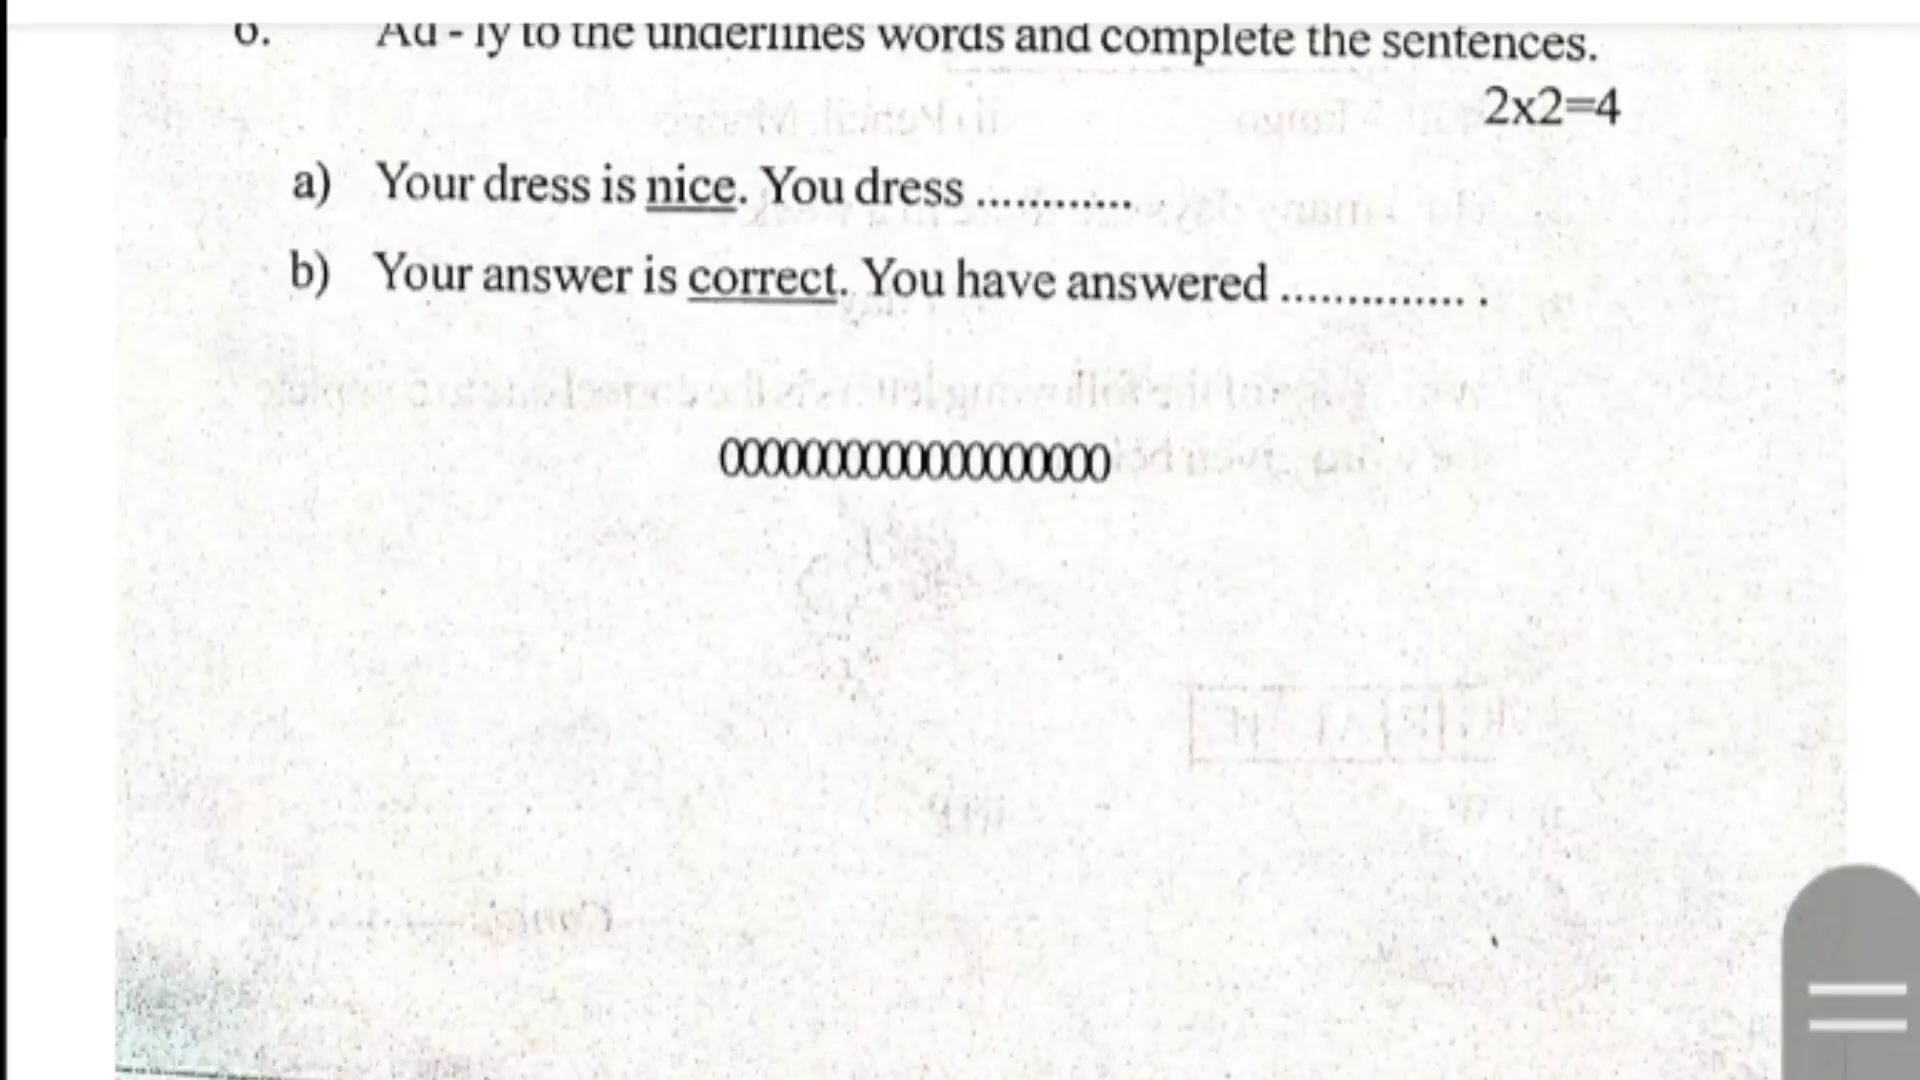 6. Ad - ly to the underlines words and complete the sentences.
2x2=4
a) Your dress is nice. You dress ............
b) Your answer is correct. You have answered .............. .
0000000000000000000